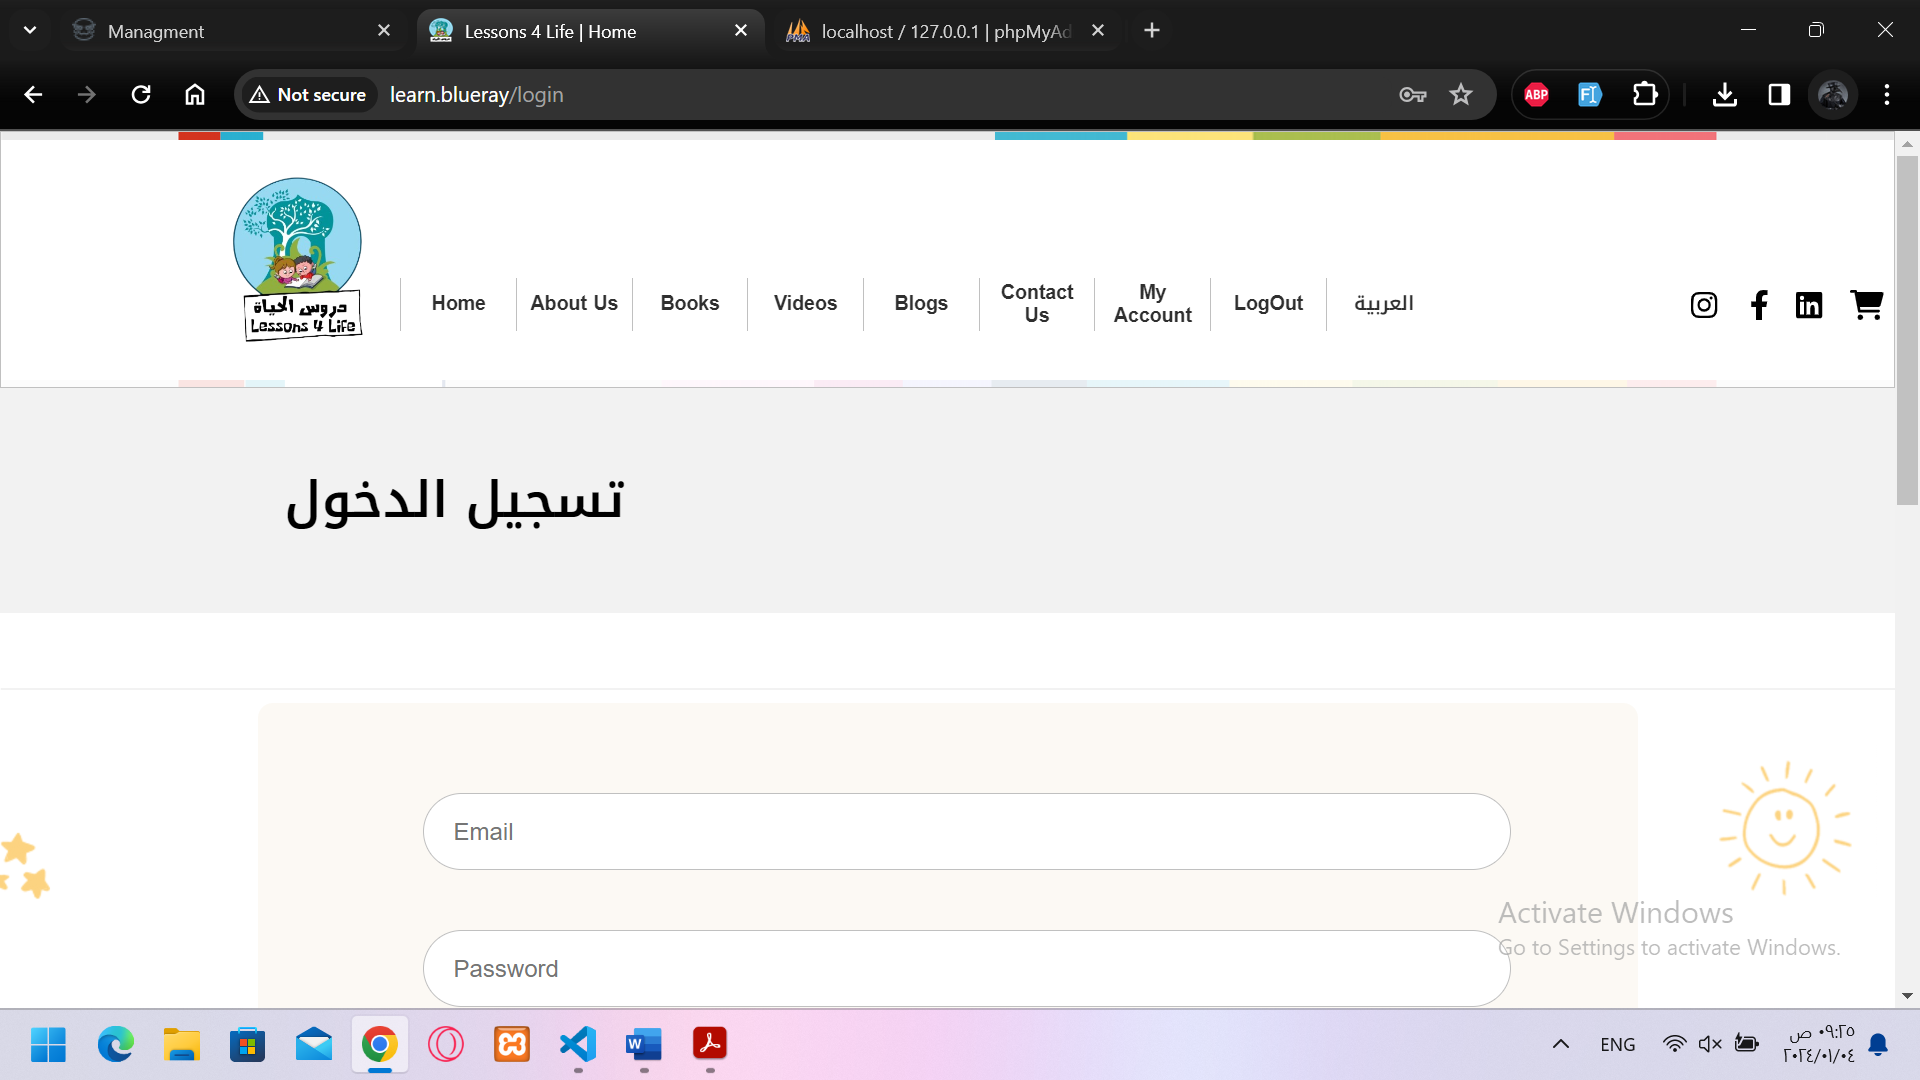 Managment
Lessons 4 Life | Home
localhost / 127.0.0.1 | phpMyAd
Not secure
learn.blueray/login
ABP
دروس الحياة
Lessons 4 Life
Home
About Us
Books
Videos
Blogs
Contact Us
My Account
LogOut
العربية
تسجيل الدخول
Email
Password
Activate Windows
Go to Settings to activate Windows.
ENG
٠٩:٢٥ ص
٢٠٢٤/٠١/٠٤